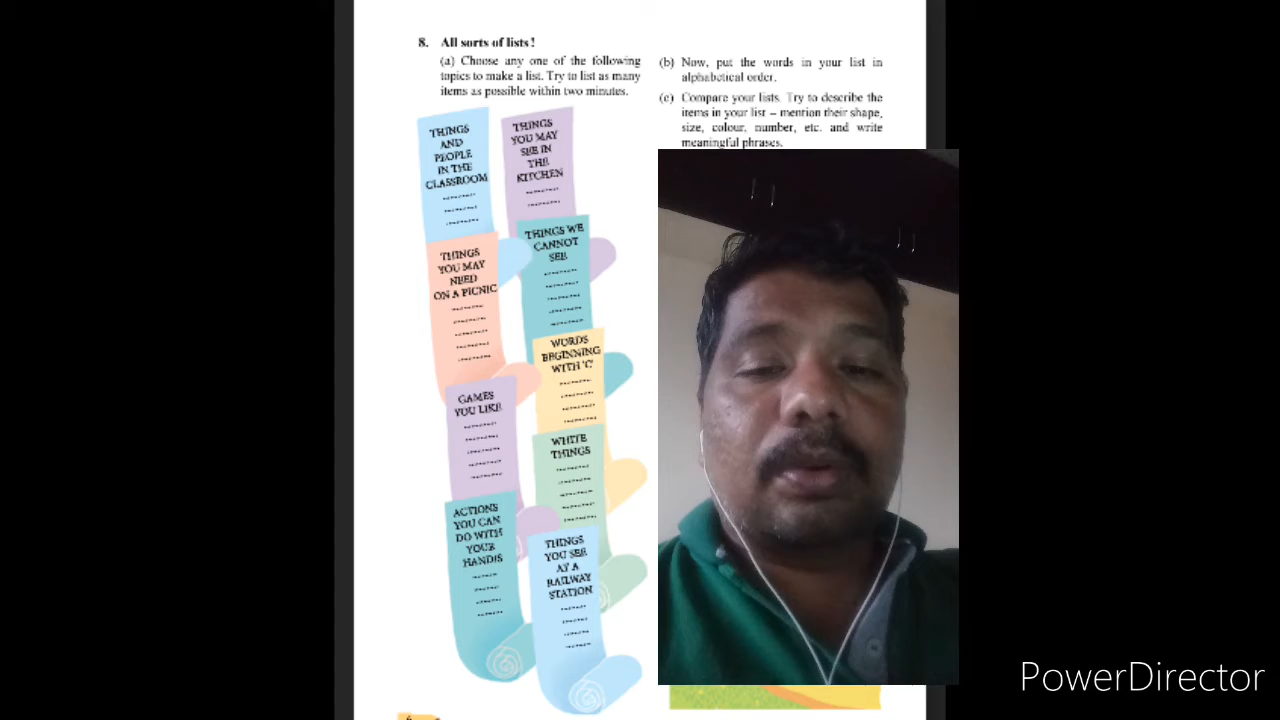 8. All sorts of lists!
(a) Choose any one of the following
topics to make a list. Try to list as many
items as possible within two minutes.
THINGS
AND
PEOPLE
IN THE
CLASSROOM
THINGS
YOU MAY
SEE IN
THE
KITCHEN
THINGS WE
CANNOT
SEE
THINGS
YOU MAY
NEED
ON A PICNIC
WORDS
BEGINNING
WITH 'C'
GAMES
YOU LIKE
WHITE
THINGS
ACTIONS
YOU CAN
DO WITH
YOUR
HANDS
THINGS
YOU SEE
AT A
RAILWAY
STATION
(b) Now, put the words in your list in
alphabetical order.
(c) Compare your lists. Try to describe the
items in your list – mention their shape,
size, colour, number, etc. and write
meaningful phrases.
PowerDirector